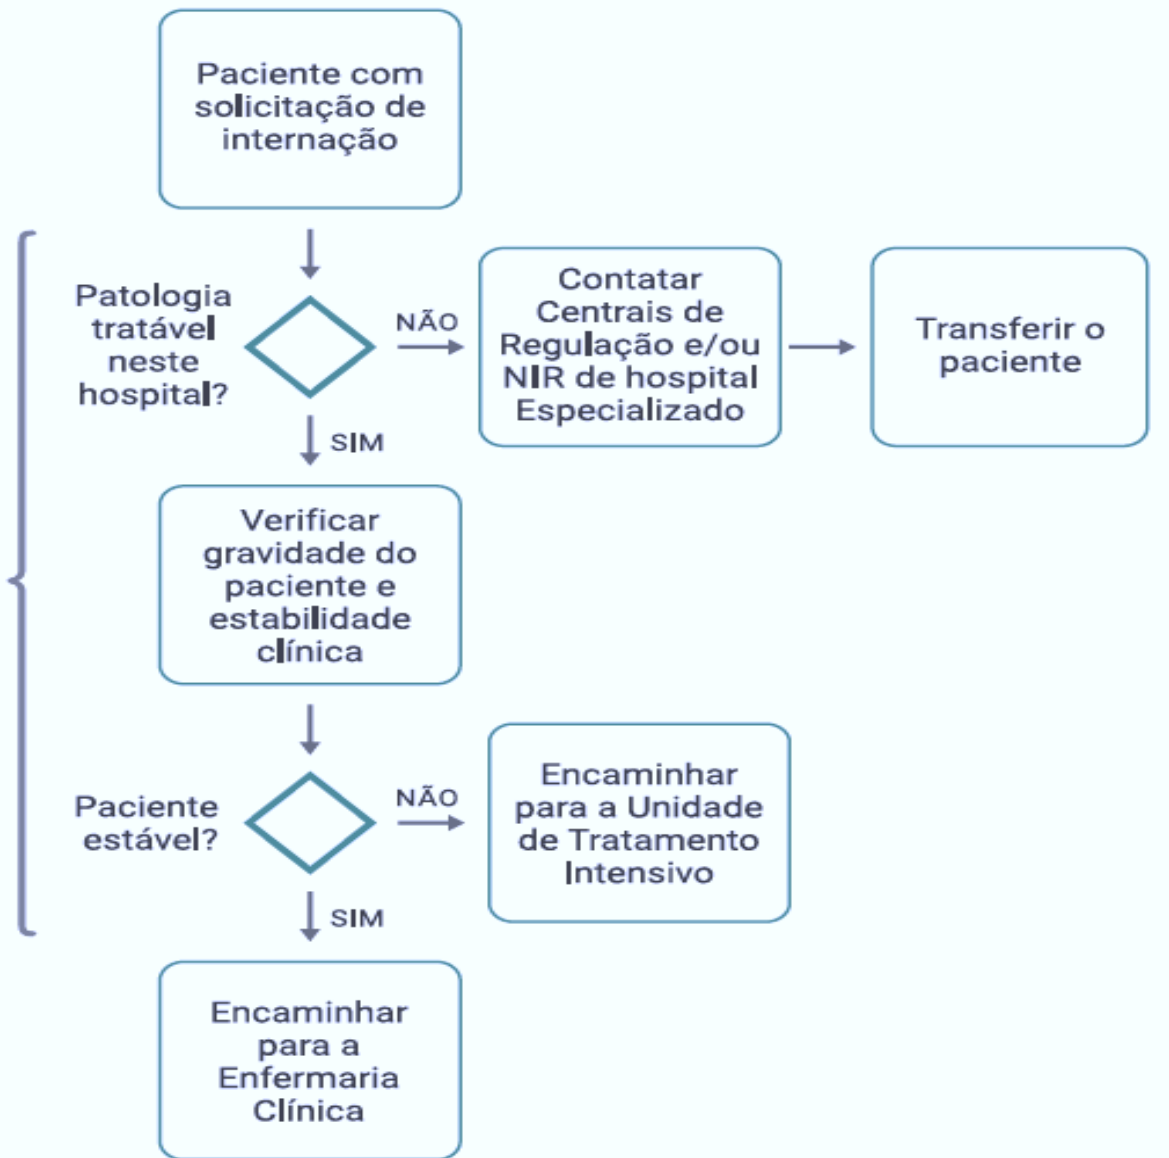 Paciente com
solicitação de
internação
Patologia
tratável
neste
hospital?
NÃO
Contatar
Centrais de
Regulação e/ou
NIR de hospital
Especializado
Transferir o
paciente
SIM
Verificar
gravidade do
paciente e
estabilidade
clínica
Paciente
estável?
NÃO
Encaminhar
para a Unidade
de Tratamento
Intensivo
SIM
Encaminhar
para a
Enfermaria
Clínica